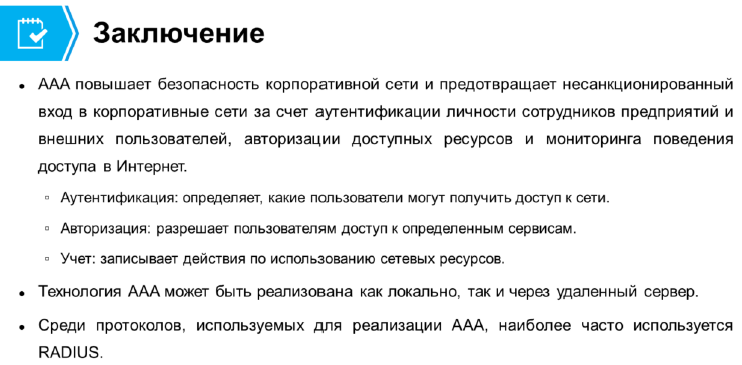 Заключение
• AAA повышает безопасность корпоративной сети и предотвращает несанкционированный
вход в корпоративные сети за счет аутентификации личности сотрудников предприятий и
внешних пользователей, авторизации доступных ресурсов и мониторинга поведения
доступа в Интернет.
▫ Аутентификация: определяет, какие пользователи могут получить доступ к сети.
▫ Авторизация: разрешает пользователям доступ к определенным сервисам.
▫ Учет: записывает действия по использованию сетевых ресурсов.
• Технология AAA может быть реализована как локально, так и через удаленный сервер.
• Среди протоколов, используемых для реализации AAA, наиболее часто используется
RADIUS.